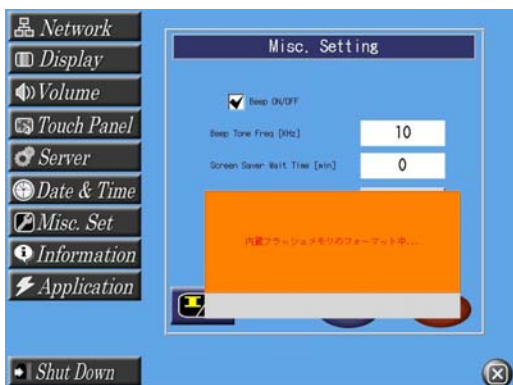 Network
Display
Volume
Touch Panel
Server
Date & Time
Misc. Set
Information
Application
Shut Down
Misc. Setting
Beep ON/OFF
Beep Tone Freq [KHz]
10
Screen Saver Wait Time [min]
0
内蔵フラッシュメモリのフォーマット中...